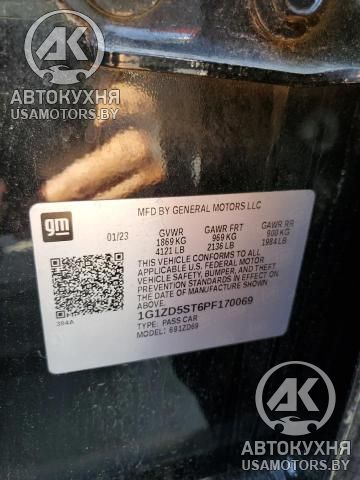 AK
АВТОКУХНЯ
USAMOTORS.BY
gm
MFD BY GENERAL MOTORS LLC
01/23 GVWR GAWR FRT GAWR RR
1869 KG 969 KG 900 KG
4121 LB 2136 LB 1984 LB
THIS VEHICLE CONFORMS TO ALL
APPLICABLE U.S. FEDERAL MOTOR
VEHICLE SAFETY, BUMPER, AND THEFT
PREVENTION STANDARDS IN EFFECT
ON THE DATE OF MANUFACTURE
SHOWN ABOVE.
1G1ZD5ST6PF170069
TYPE: PASS CAR
MODEL: 691ZD69
384A
AK
АВТОКУХНЯ
USAMOTORS.BY